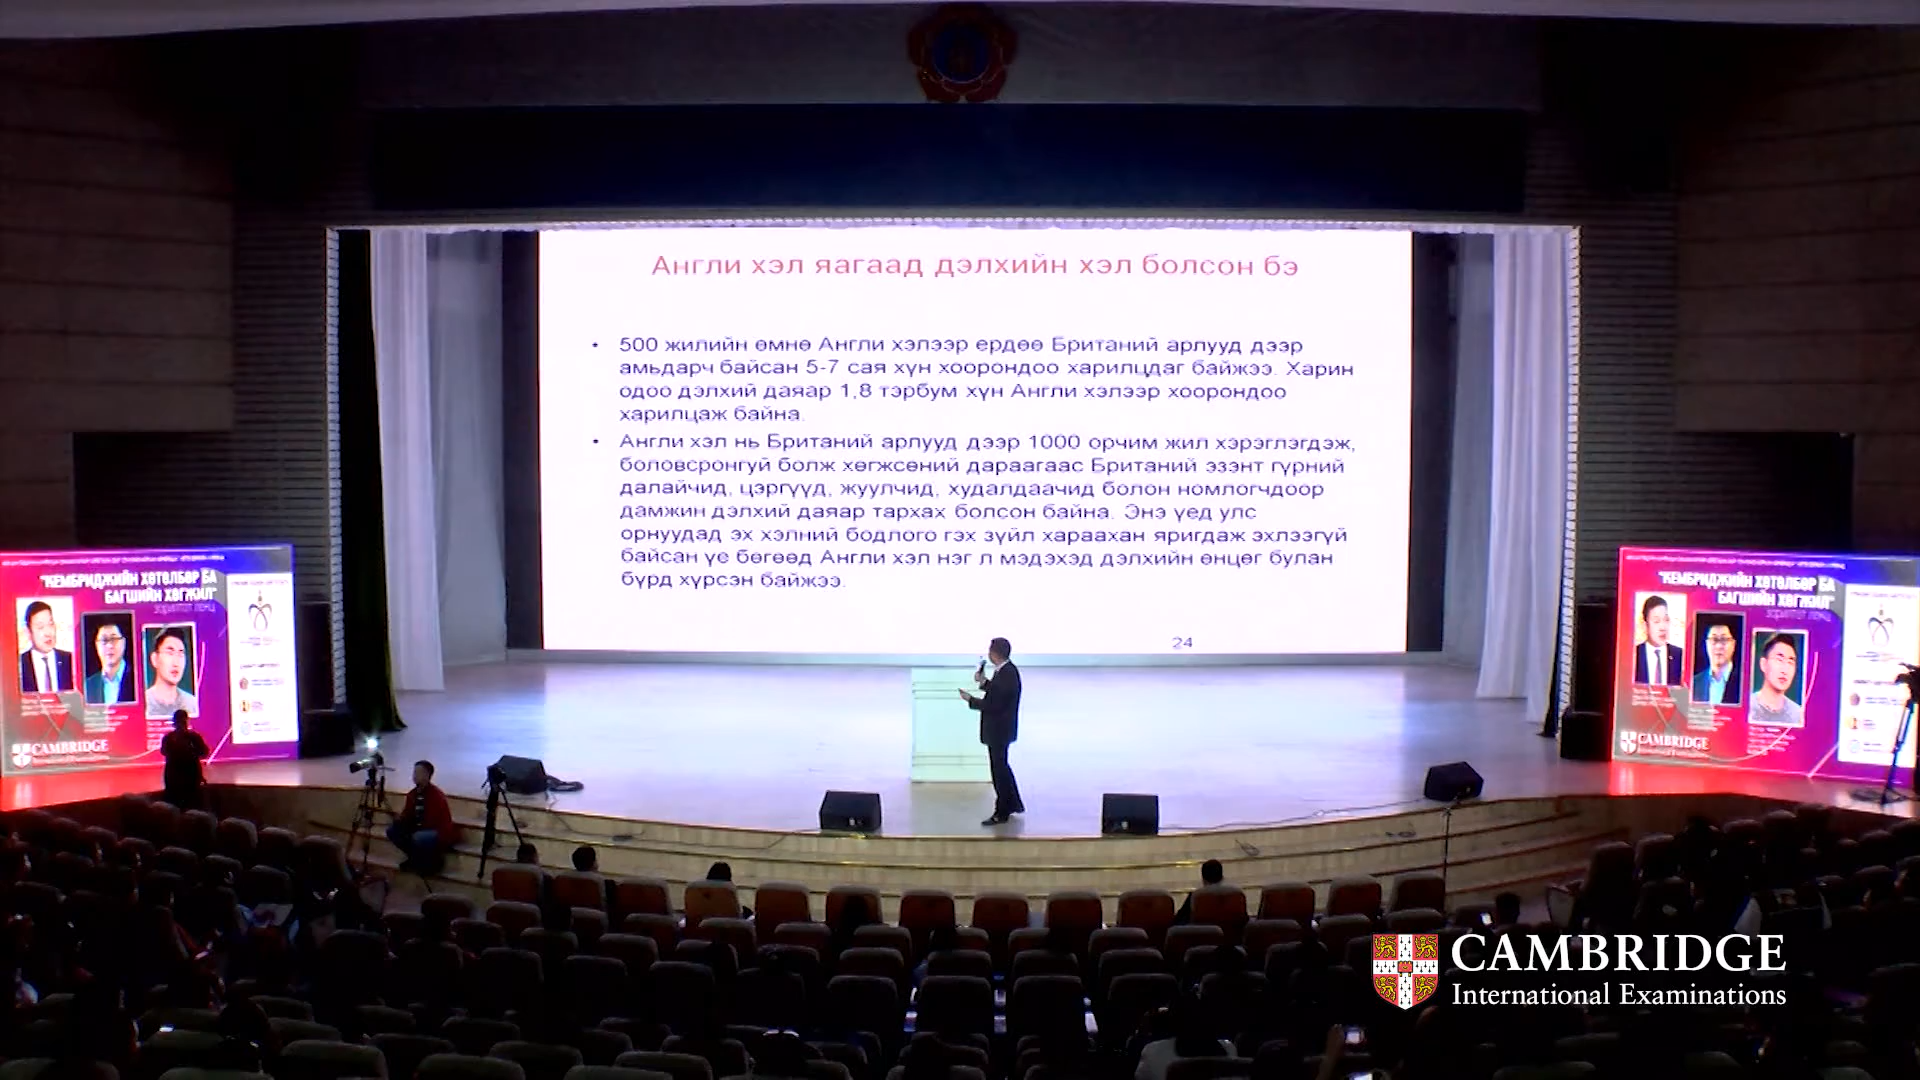 Англи хэл яагаад дэлхийн хэл болсон бэ
• 500 жилийн өмнө Англи хэлээр ердөө Британий арлууд дээр
амьдарч байсан 5-7 сая хүн хоорондоо харилцдаг байжээ. Харин
одоо дэлхий даяар 1,8 тэрбум хүн Англи хэлээр хоорондоо
харилцаж байна.
• Англи хэл нь Британий арлууд дээр 1000 орчим жил хэрэглэгдэж,
боловсронгуй болж хөгжсөний дараагаас Британий эзэнт гүрний
далайчид, цэргүүд, жуулчид, худалдаачид болон номлогчдоор
дамжин дэлхий даяар тархах болсон байна. Энэ үед улс
орнуудад эх хэлний бодлого гэх зүйл хараахан яригдаж эхлээгүй
байсан үе бөгөөд Англи хэл нэг л мэдэхэд дэлхийн өнцөг булан
бүрд хүрсэн байжээ.
24
"КЕМБРИДЖИЙН ХӨТӨЛБӨР БА
БАГШИЙН ХӨГЖИЛ"
CAMBRIDGE
International Examinations
"КЕМБРИДЖИЙН ХӨТӨЛБӨР БА
БАГШИЙН ХӨГЖИЛ"
CAMBRIDGE
International Examinations
CAMBRIDGE
International Examinations